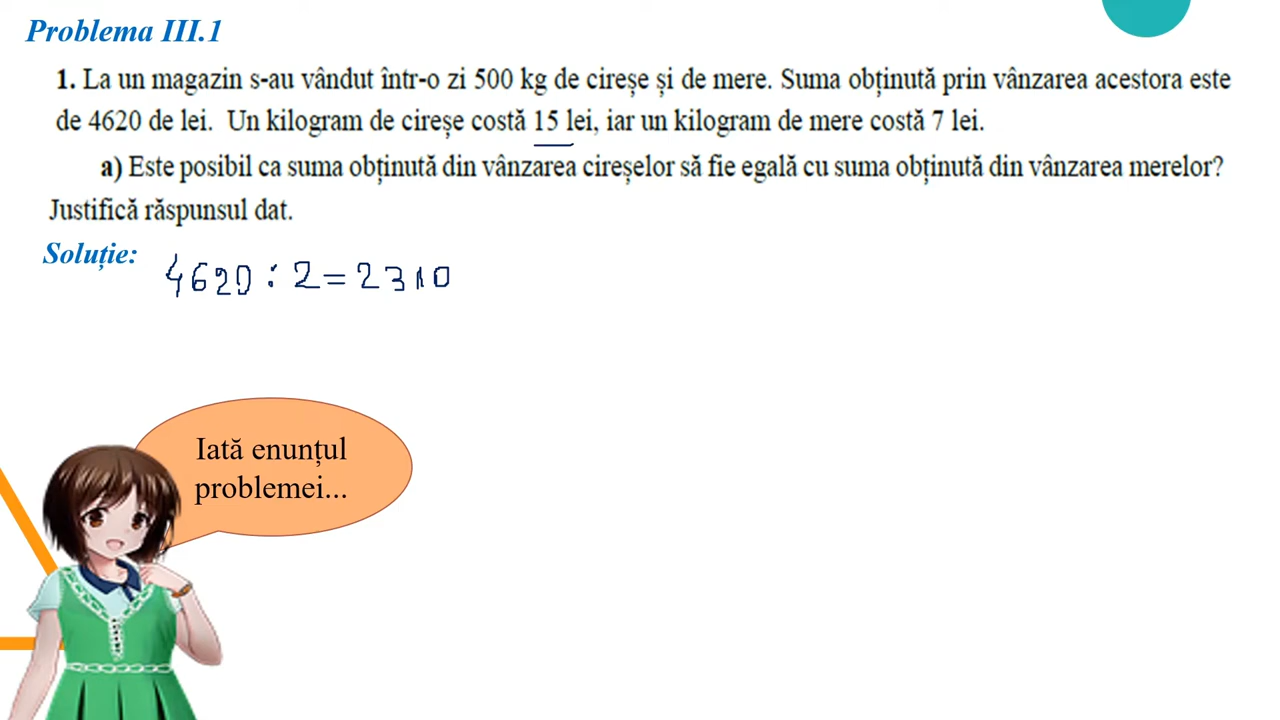 Problema III.1
1. La un magazin s-au vândut într-o zi 500 kg de cireșe și de mere. Suma obținută prin vânzarea acestora este
de 4620 de lei. Un kilogram de cireșe costă 15 lei, iar un kilogram de mere costă 7 lei.
a) Este posibil ca suma obținută din vânzarea cireșelor să fie egală cu suma obținută din vânzarea merelor?
Justifică răspunsul dat.
Soluție:
4620 : 2 = 2310
Iată enunțul
problemei...